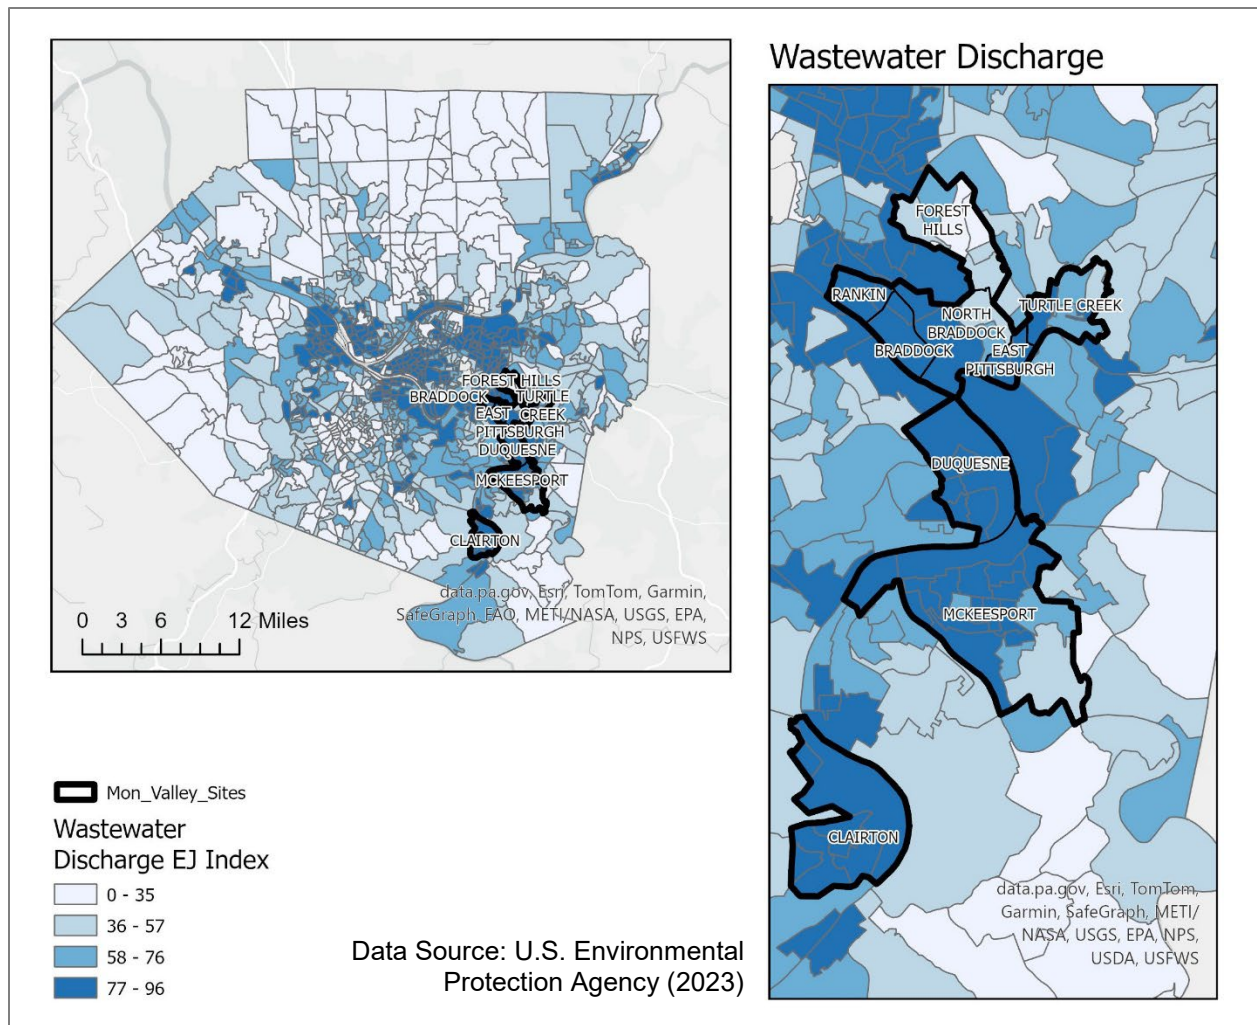 Wastewater Discharge
FOREST HILLS
BRADDOCK TURTLE
EAST CREEK
PITTSBURGH
DUQUESNE
MCKEESPORT
CLAIRTON
data.pa.gov, Esri, TomTom, Garmin,
SafeGraph, FAO, METI/NASA, USGS, EPA,
NPS, USFWS
0 3 6 12 Miles
FOREST
HILLS
RANKIN
TURTLE CREEK
NORTH
BRADDOCK
BRADDOCK
EAST
PITTSBURGH
DUQUESNE
MCKEESPORT
CLAIRTON
data.pa.gov, Esri, TomTom,
Garmin, SafeGraph, METI/
NASA, USGS, EPA, NPS,
USDA, USFWS
Mon_Valley_Sites
Wastewater
Discharge EJ Index
0 - 35
36 - 57
58 - 76
77 - 96
Data Source: U.S. Environmental
Protection Agency (2023)